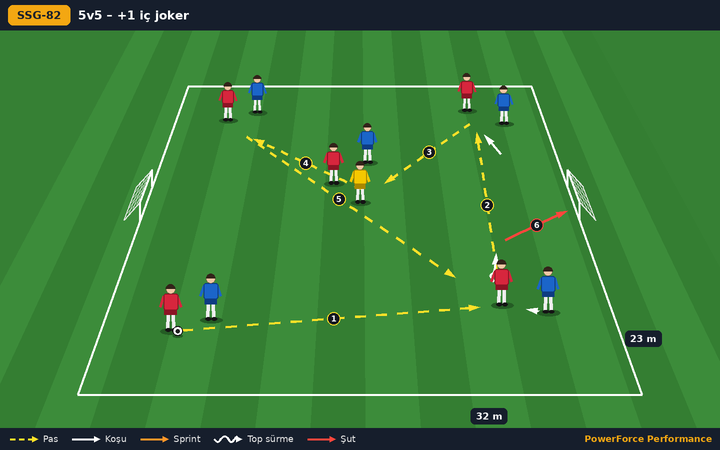 SSG-82 5v5 – +1 iç joker
4
3
5
2
6
1
23 m
32 m
Pas Koşu Sprint Top sürme Şut PowerForce Performance